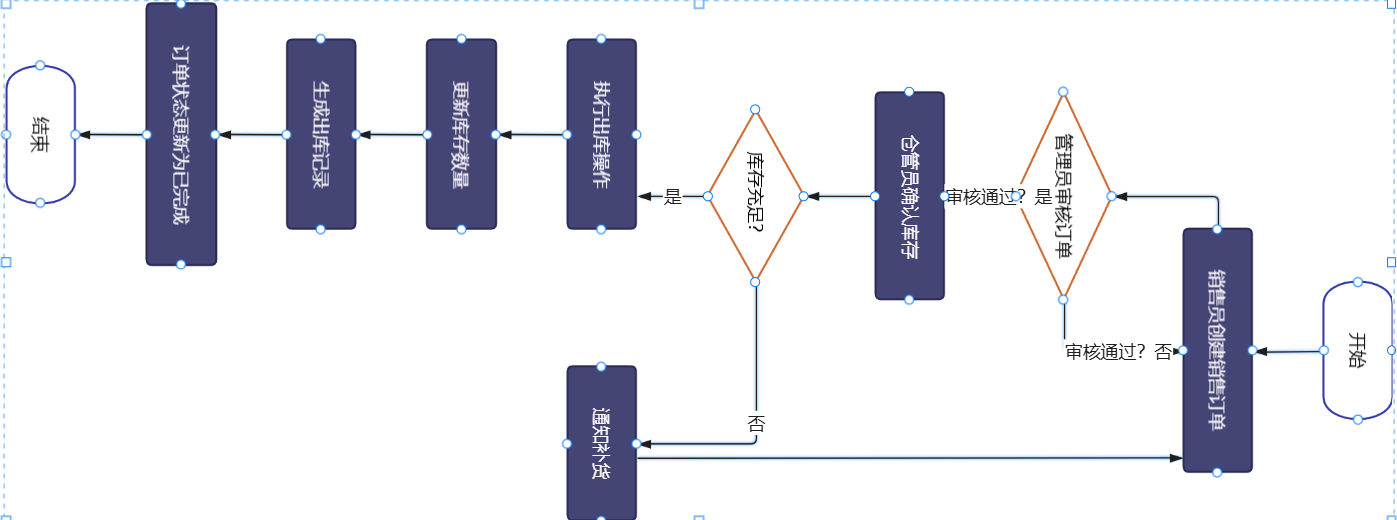 开始
销售员创建销售订单
管理员审核订单
审核通过？是
审核通过？否
仓管员确认库存
库存充足？
是
否
执行出库操作
通知补货
更新库存数量
生成出库记录
订单状态更新为已完成
结束